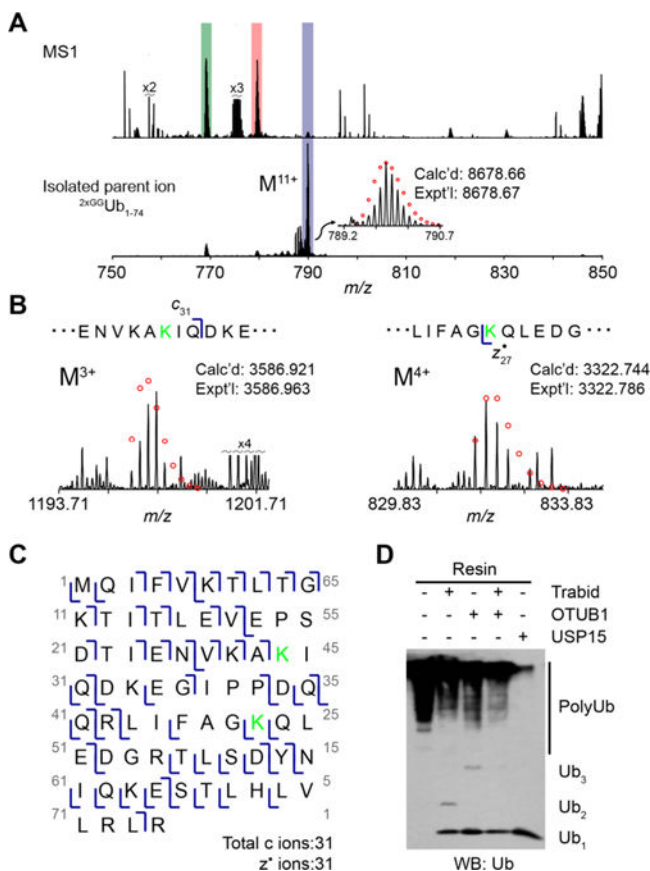 A
MS1
x2
x3
Isolated parent ion
2xGGUb1-74
M11+
Calc'd: 8678.66
Expt'l: 8678.67
789.2 790.7
750 770 790 810 830 850
m/z
B
c31
···ENVKAKIQDKE···
M3+
Calc'd: 3586.921
Expt'l: 3586.963
x4
1193.71 1201.71
m/z
···LIFAGKQLEDG···
z•27
M4+
Calc'd: 3322.744
Expt'l: 3322.786
829.83 833.83
m/z
C
1 M Q I F V K T L T G 65
11 K T I T L E V E P S 55
21 D T I E N V K A K I 45
31 Q D K E G I P P D Q 35
41 Q R L I F A G K Q L 25
51 E D G R T L S D Y N 15
61 I Q K E S T L H L V 5
71 L R L R 1
Total c ions:31
z• ions:31
D
Resin
- + - + - Trabid
- - + + - OTUB1
- - - - + USP15
PolyUb
Ub3
Ub2
Ub1
WB: Ub